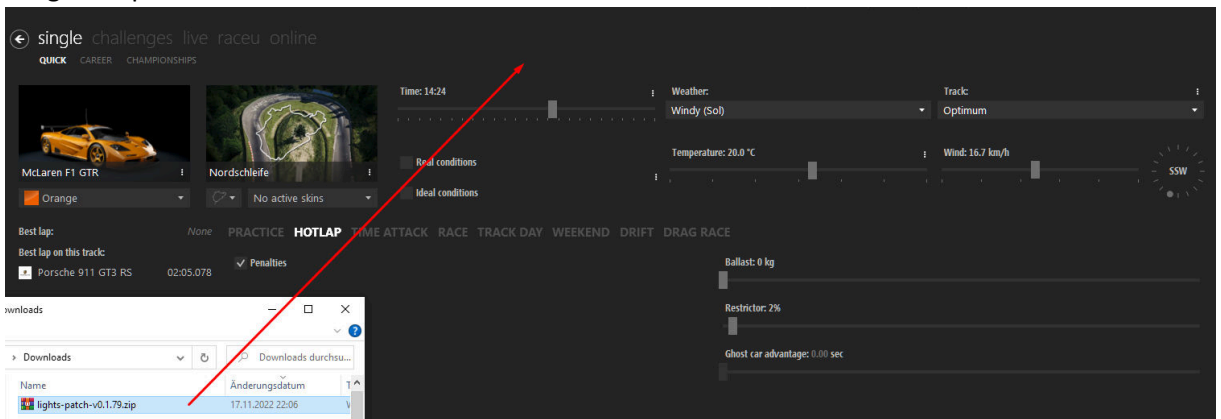 single challenges live raceu online
QUICK CAREER CHAMPIONSHIPS
McLaren F1 GTR
Nordschleife
Orange
No active skins
Time: 14:24
Real conditions
Ideal conditions
Weather:
Windy (Sol)
Track:
Optimum
Temperature: 20.0 °C
Wind: 16.7 km/h
SSW
Best lap: None
Best lap on this track:
Porsche 911 GT3 RS 02:05.078
PRACTICE HOTLAP TIME ATTACK RACE TRACK DAY WEEKEND DRIFT DRAG RACE
Penalties
Ballast: 0 kg
Restrictor: 2%
Ghost car advantage: 0.00 sec
Downloads durchsu...
> Downloads
Name Änderungsdatum
lights-patch-v0.1.79.zip 17.11.2022 22:06